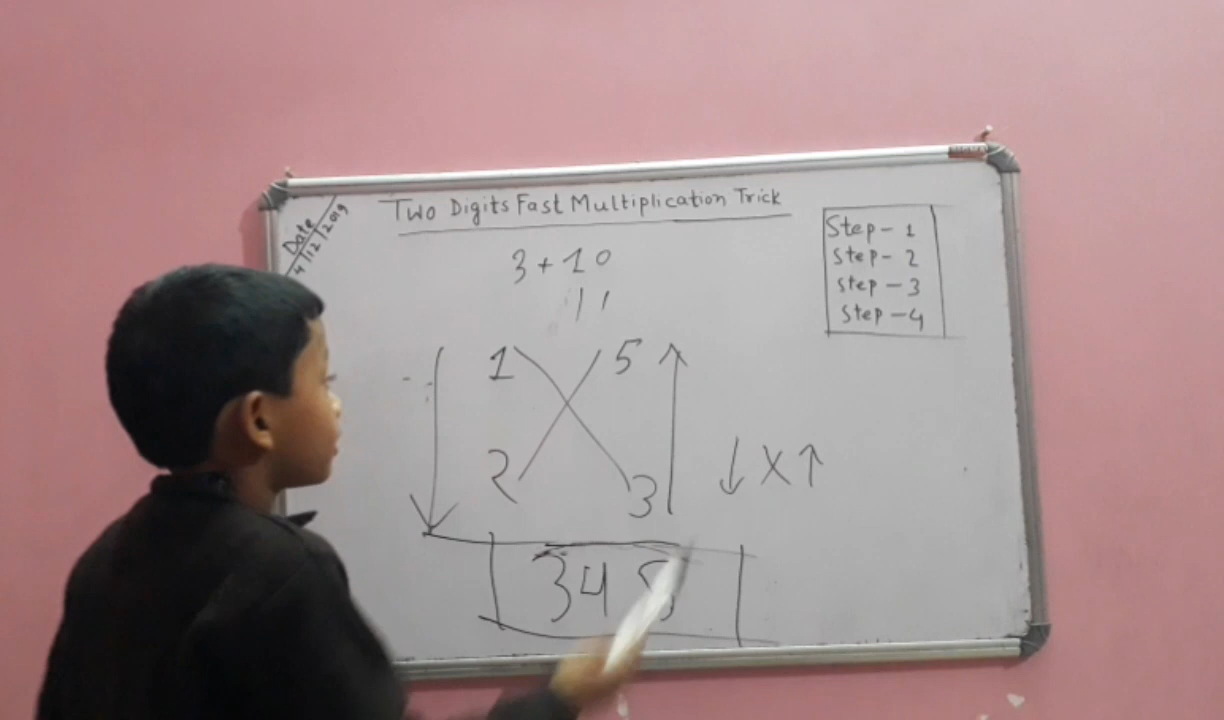 Two Digits Fast Multiplication Trick
Date
4/12/2019
Step- 1
Step- 2
Step -3
Step -4
3 + 10
11
1 5
2 3
↓ X ↑
345